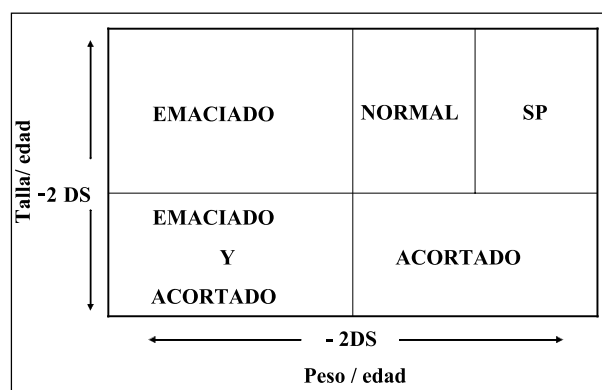 EMACIADO
NORMAL
SP
Talla/ edad
-2 DS
EMACIADO
Y
ACORTADO
ACORTADO
- 2DS
Peso / edad